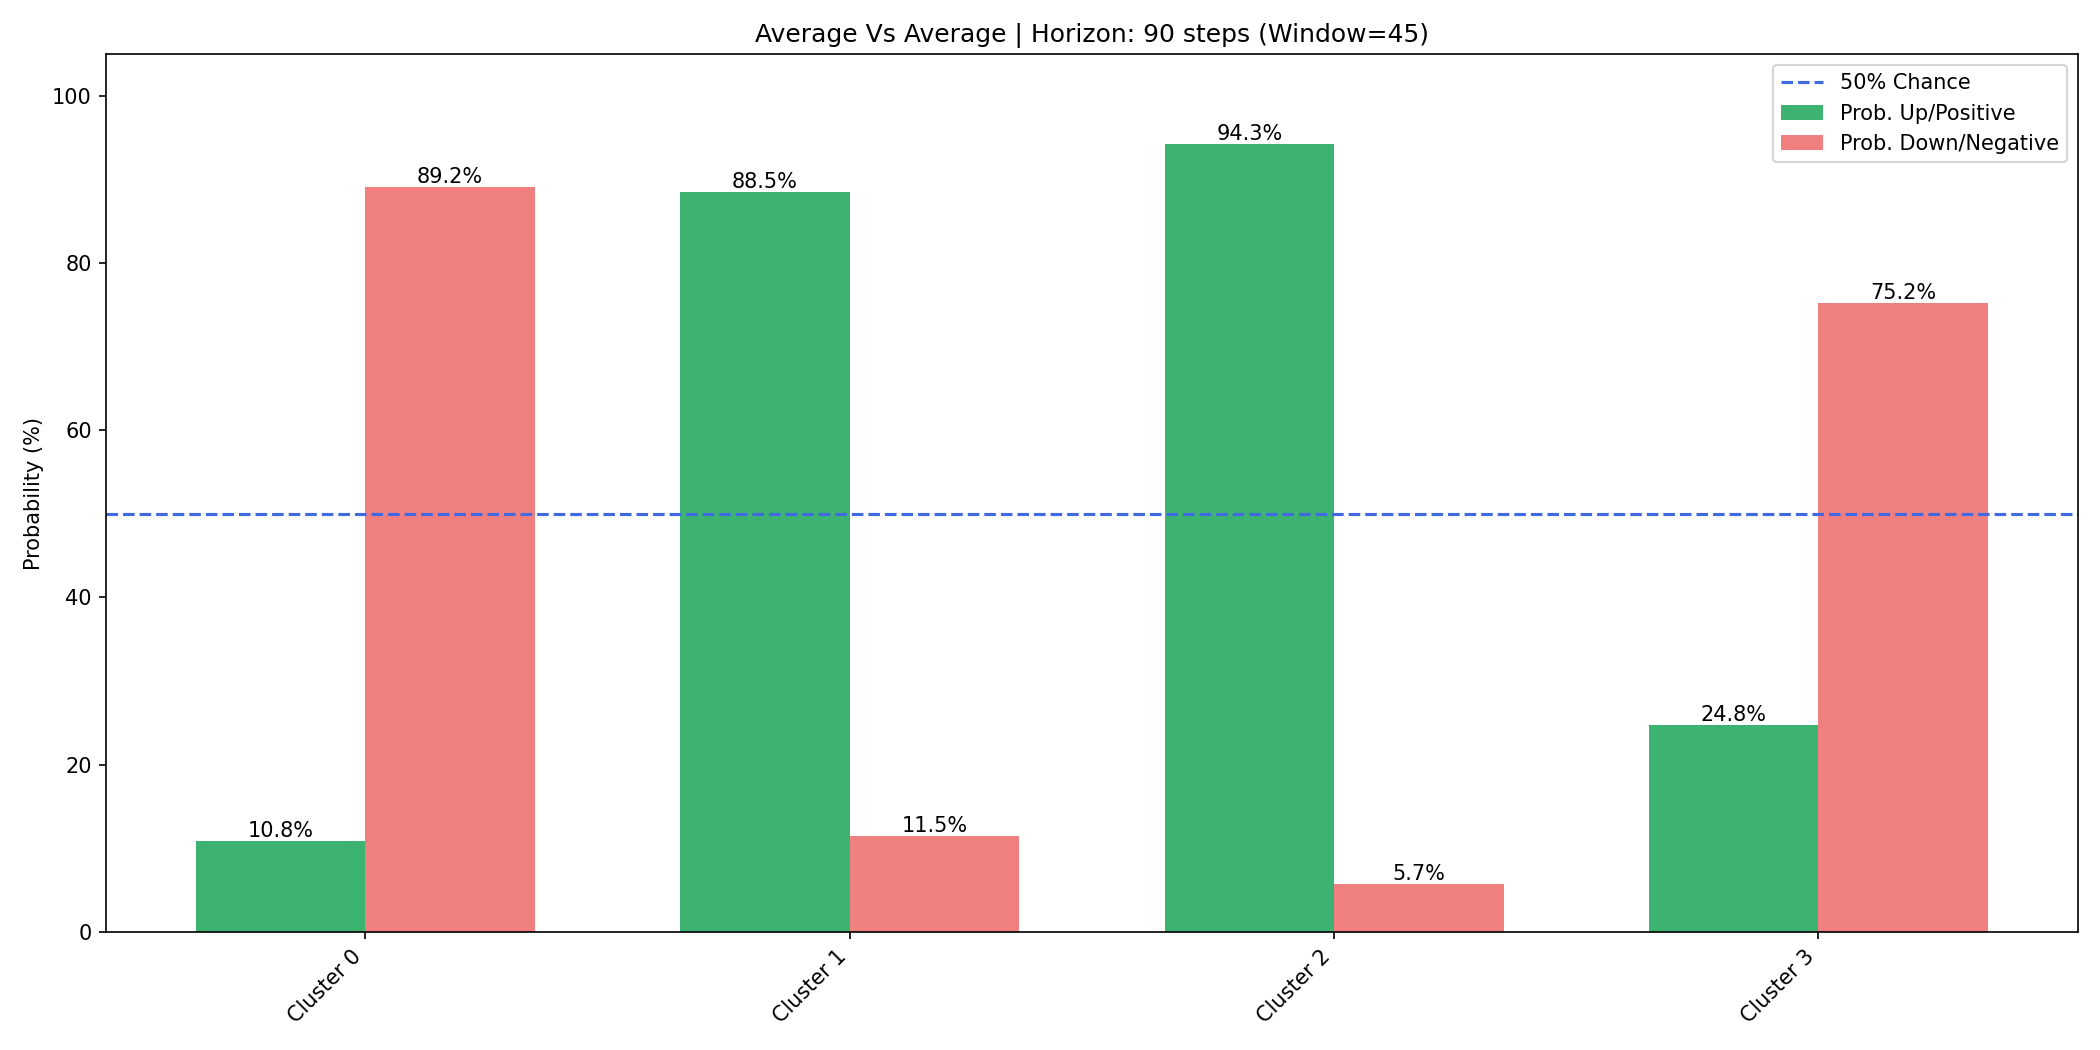 Average Vs Average | Horizon: 90 steps (Window=45)
50% Chance
Prob. Up/Positive
Prob. Down/Negative
Probability (%)
100
80
60
40
20
0
10.8%
89.2%
88.5%
11.5%
94.3%
5.7%
24.8%
75.2%
Cluster 0
Cluster 1
Cluster 2
Cluster 3